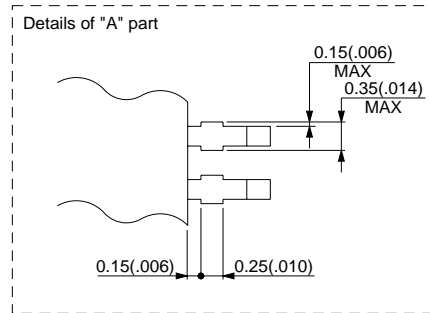 Details of "A" part
0.15(.006)
MAX
0.35(.014)
MAX
0.15(.006)
0.25(.010)